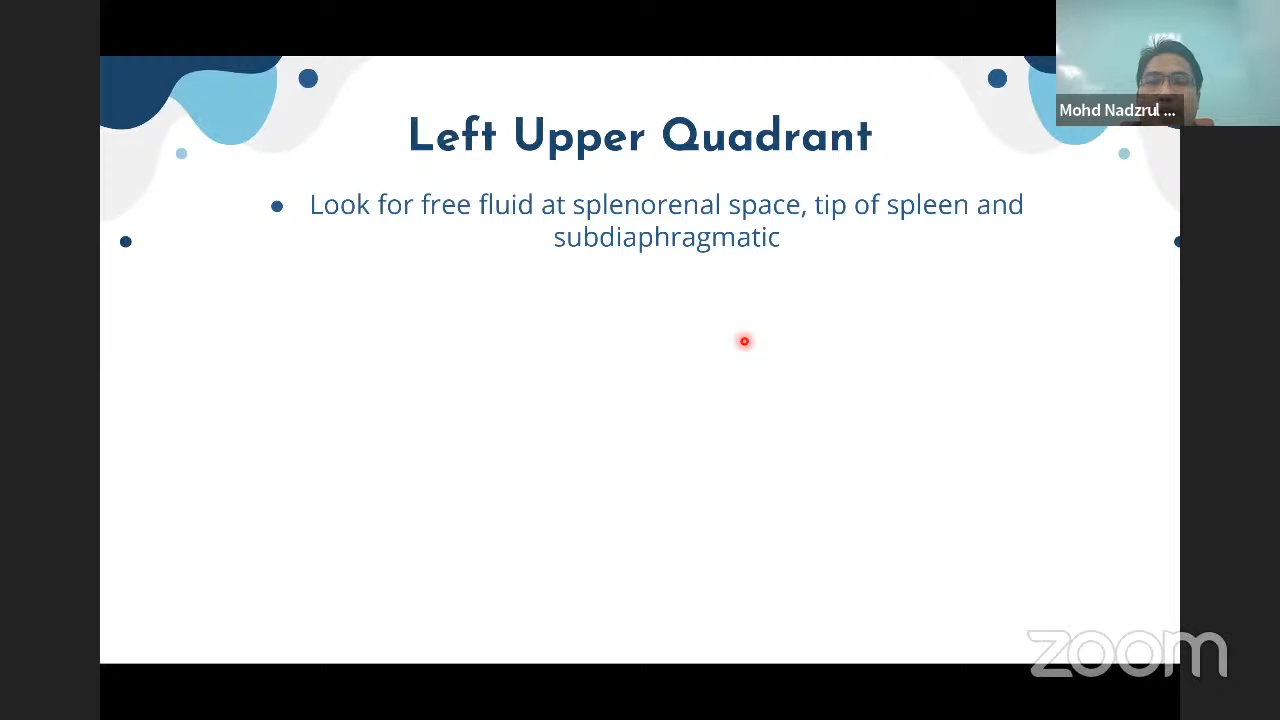 Mohd Nadzrul ...
Left Upper Quadrant
● Look for free fluid at splenorenal space, tip of spleen and
subdiaphragmatic
zoom